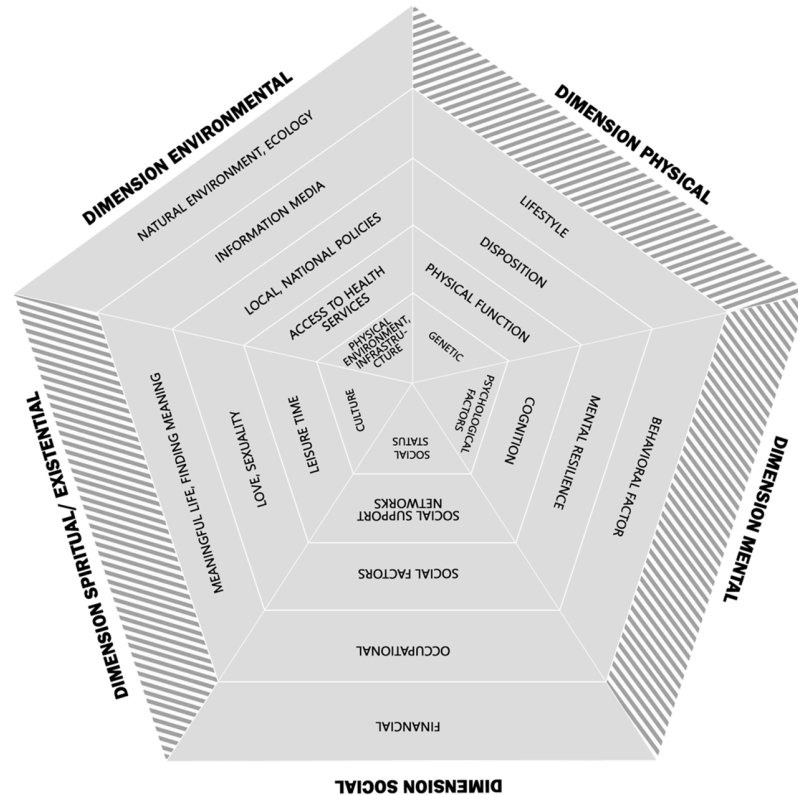 DIMENSION ENVIRONMENTAL
NATURAL ENVIRONMENT, ECOLOGY
INFORMATION MEDIA
LOCAL, NATIONAL POLICIES
ACCESS TO HEALTH
SERVICES
PHYSICAL
ENVIRONMENT,
INFRASTRU-
CTURE
DIMENSION PHYSICAL
LIFESTYLE
DISPOSITION
PHYSICAL FUNCTION
GENETIC
DIMENSION MENTAL
BEHAVIORAL FACTOR
MENTAL RESILIENCE
COGNITION
PSYCHOLOGICAL
FACTORS
DIMENSION SOCIAL
FINANCIAL
OCCUPATIONAL
SOCIAL FACTORS
SOCIAL SUPPORT
NETWORKS
SOCIAL
STATUS
DIMENSION SPIRITUAL/ EXISTENTIAL
MEANINGFUL LIFE, FINDING MEANING
LOVE, SEXUALITY
LEISURE TIME
CULTURE